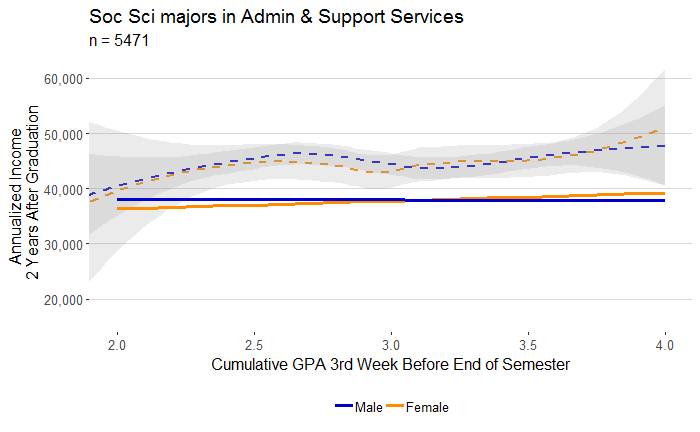 Soc Sci majors in Admin & Support Services
n = 5471
Annualized Income
2 Years After Graduation
60,000
50,000
40,000
30,000
20,000
2.0 2.5 3.0 3.5 4.0
Cumulative GPA 3rd Week Before End of Semester
Male Female